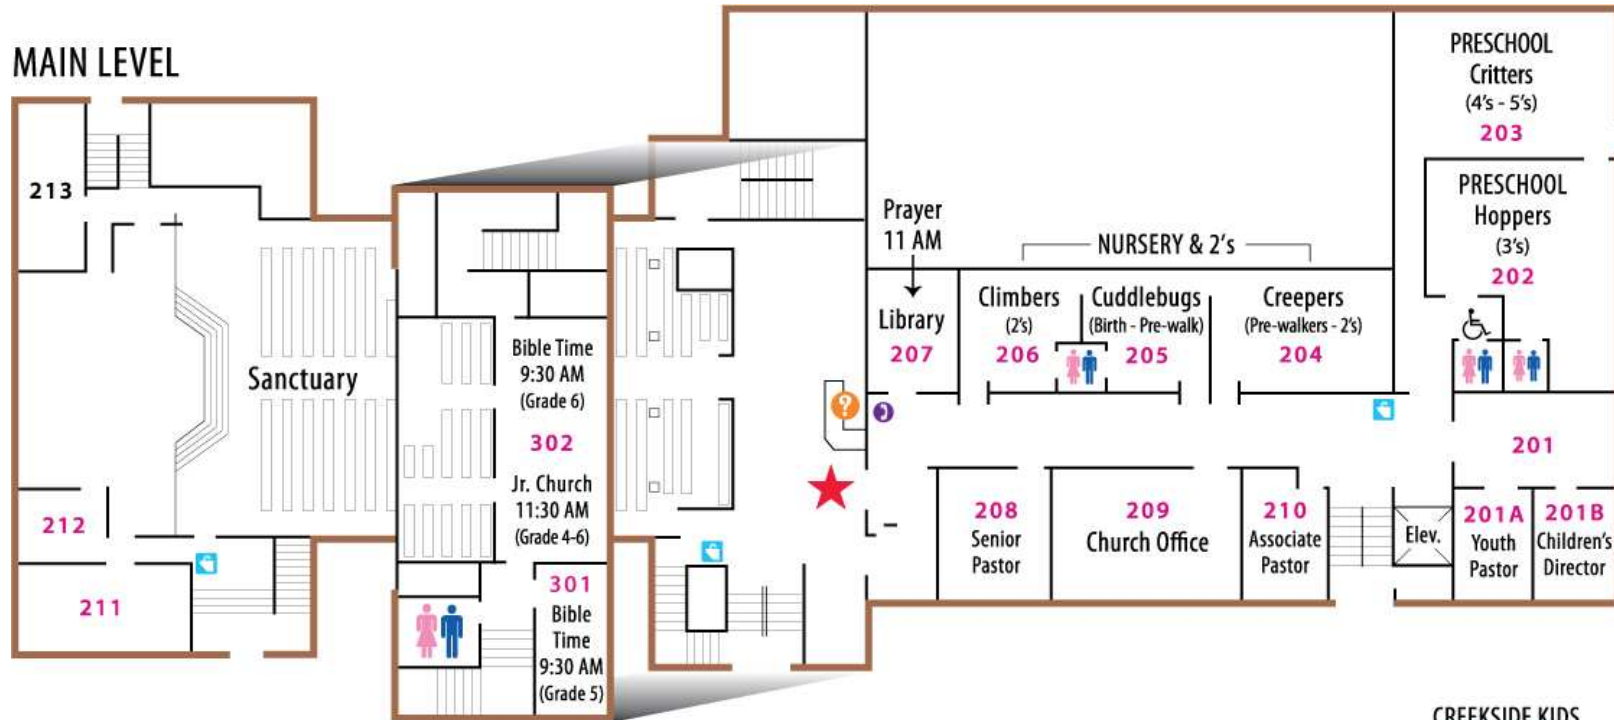 MAIN LEVEL
213
Sanctuary
212
211
Bible Time
9:30 AM
(Grade 6)
302
Jr. Church
11:30 AM
(Grade 4-6)
301
Bible
Time
9:30 AM
(Grade 5)
?
Prayer
11 AM
Library
207
NURSERY & 2's
Climbers
(2's)
206
Cuddlebugs
(Birth - Pre-walk)
205
Creepers
(Pre-walkers - 2's)
204
PRESCHOOL
Critters
(4's - 5's)
203
PRESCHOOL
Hoppers
(3's)
202
201
208
Senior
Pastor
209
Church Office
210
Associate
Pastor
Elev.
201A
Youth
Pastor
201B
Children's
Director
CREEKSIDE KIDS